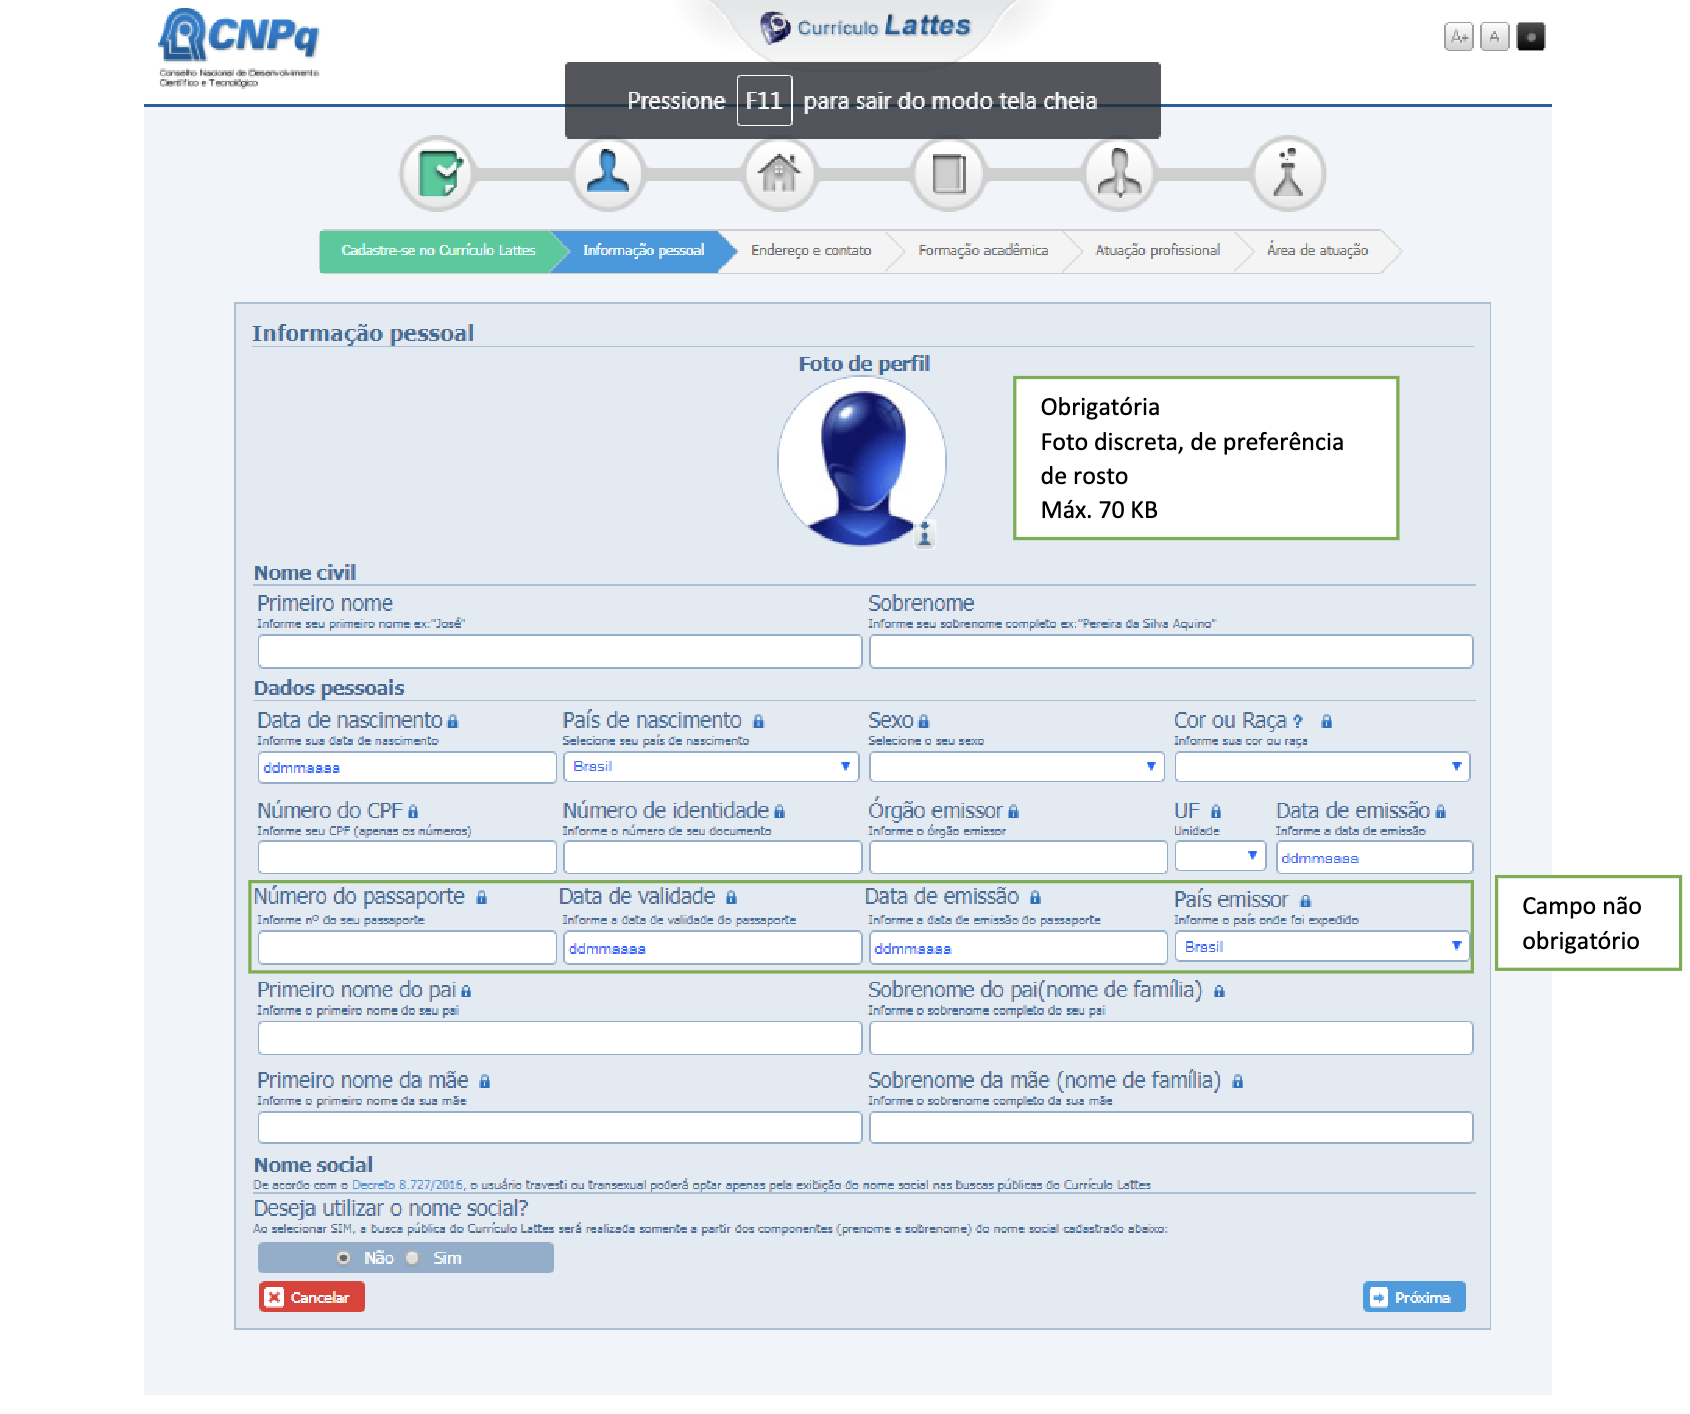 CNPq
Conselho Nacional de Desenvolvimento
Científico e Tecnológico
Currículo Lattes
A+ A
Pressione F11 para sair do modo tela cheia
Cadastre-se no Currículo Lattes Informação pessoal Endereço e contato Formação acadêmica Atuação profissional Área de atuação
Informação pessoal
Foto de perfil
Obrigatória
Foto discreta, de preferência
de rosto
Máx. 70 KB
Nome civil
Primeiro nome Sobrenome
Informe seu primeiro nome ex:"José" Informe seu sobrenome completo ex:"Pereira da Silva Aquino"
Dados pessoais
Data de nascimento País de nascimento Sexo Cor ou Raça ?
Informe sua data de nascimento Selecione seu país de nascimento Selecione o seu sexo Informe sua cor ou raça
ddmmaaaa Brasil
Número do CPF Número de identidade Órgão emissor UF Data de emissão
Informe seu CPF (apenas os números) Informe o número de seu documento Informe o órgão emissor Unidade Informe a data de emissão
ddmmaaaa
Número do passaporte Data de validade Data de emissão País emissor
Informe nº do seu passaporte Informe a data de validade do passaporte Informe a data de emissão do passaporte Informe o país onde foi expedido
ddmmaaaa ddmmaaaa Brasil
Campo não
obrigatório
Primeiro nome do pai Sobrenome do pai(nome de família)
Informe o primeiro nome do seu pai Informe o sobrenome completo do seu pai
Primeiro nome da mãe Sobrenome da mãe (nome de família)
Informe o primeiro nome da sua mãe Informe o sobrenome completo da sua mãe
Nome social
De acordo com o Decreto 8.727/2016, o usuário travesti ou transexual poderá optar apenas pela exibição do nome social nas buscas públicas do Currículo Lattes
Deseja utilizar o nome social?
Ao selecionar SIM, a busca pública do Currículo Lattes será realizada somente a partir dos componentes (prenome e sobrenome) do nome social cadastrado abaixo:
Não Sim
Cancelar Próxima